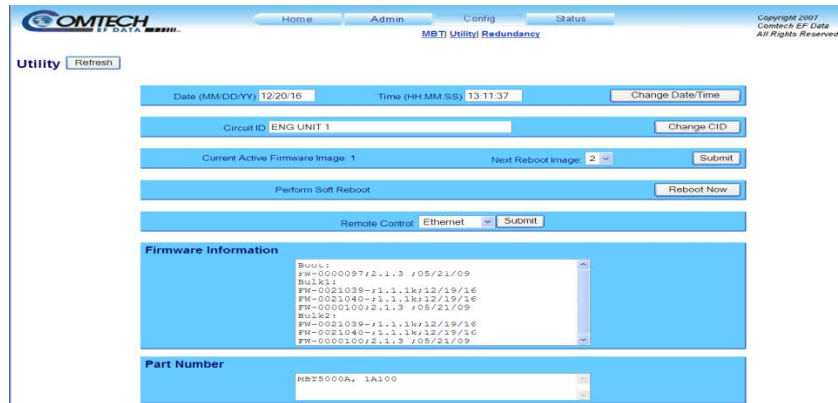 COMTECH
EF DATA
Home Admin Config Status
MBT| Utility| Redundancy
Copyright 2007
Comtech EF Data
All Rights Reserved
Utility Refresh
Date (MM/DD/YY) 12/20/16 Time (HH:MM:SS) 13:11:37 Change Date/Time
Circuit ID ENG UNIT 1 Change CID
Current Active Firmware Image: 1 Next Reboot Image: 2 Submit
Perform Soft Reboot Reboot Now
Remote Control: Ethernet Submit
Firmware Information
Boot:
FW-0000097;2.1.3 ;05/21/09
Bulk1:
FW-0021039-;1.1.1k;12/19/16
FW-0021040-;1.1.1k;12/19/16
FW-0000100;2.1.3 ;05/21/09
Bulk2:
FW-0021039-;1.1.1k;12/19/16
FW-0021040-;1.1.1k;12/19/16
FW-0000100;2.1.3 ;05/21/09
Part Number
MBT5000A, 1A100